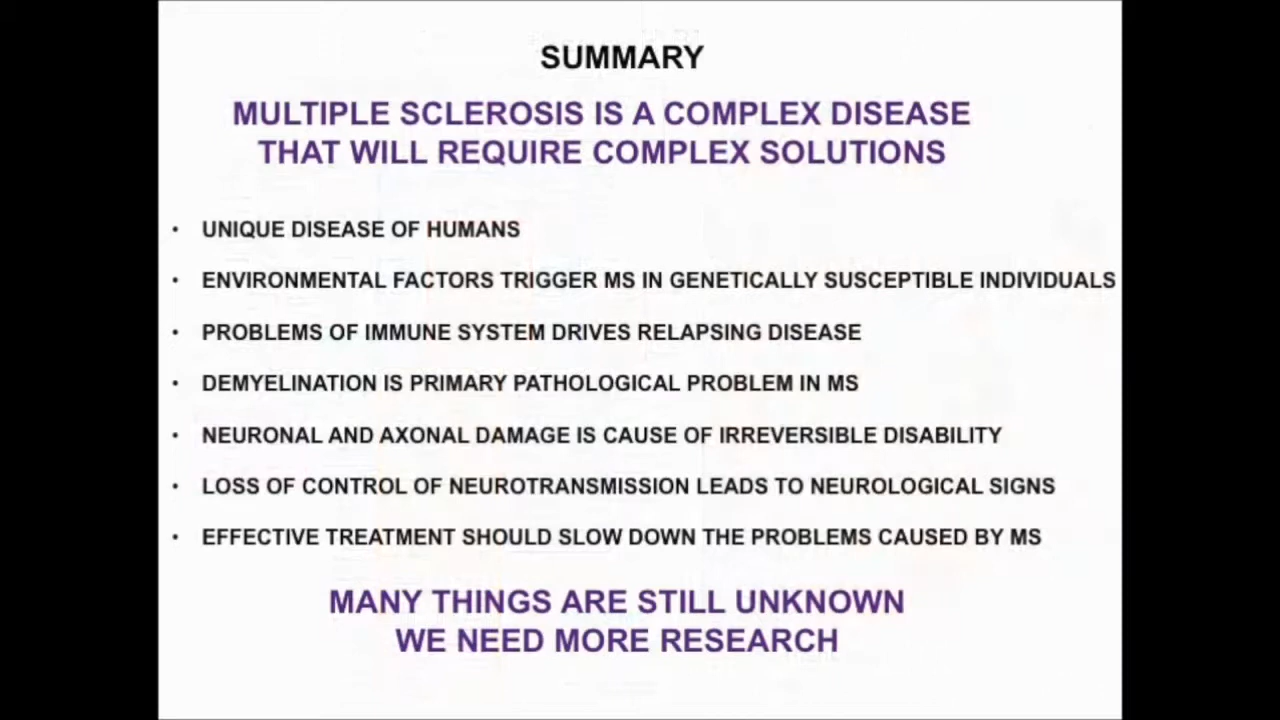 SUMMARY
MULTIPLE SCLEROSIS IS A COMPLEX DISEASE
THAT WILL REQUIRE COMPLEX SOLUTIONS
• UNIQUE DISEASE OF HUMANS
• ENVIRONMENTAL FACTORS TRIGGER MS IN GENETICALLY SUSCEPTIBLE INDIVIDUALS
• PROBLEMS OF IMMUNE SYSTEM DRIVES RELAPSING DISEASE
• DEMYELINATION IS PRIMARY PATHOLOGICAL PROBLEM IN MS
• NEURONAL AND AXONAL DAMAGE IS CAUSE OF IRREVERSIBLE DISABILITY
• LOSS OF CONTROL OF NEUROTRANSMISSION LEADS TO NEUROLOGICAL SIGNS
• EFFECTIVE TREATMENT SHOULD SLOW DOWN THE PROBLEMS CAUSED BY MS
MANY THINGS ARE STILL UNKNOWN
WE NEED MORE RESEARCH